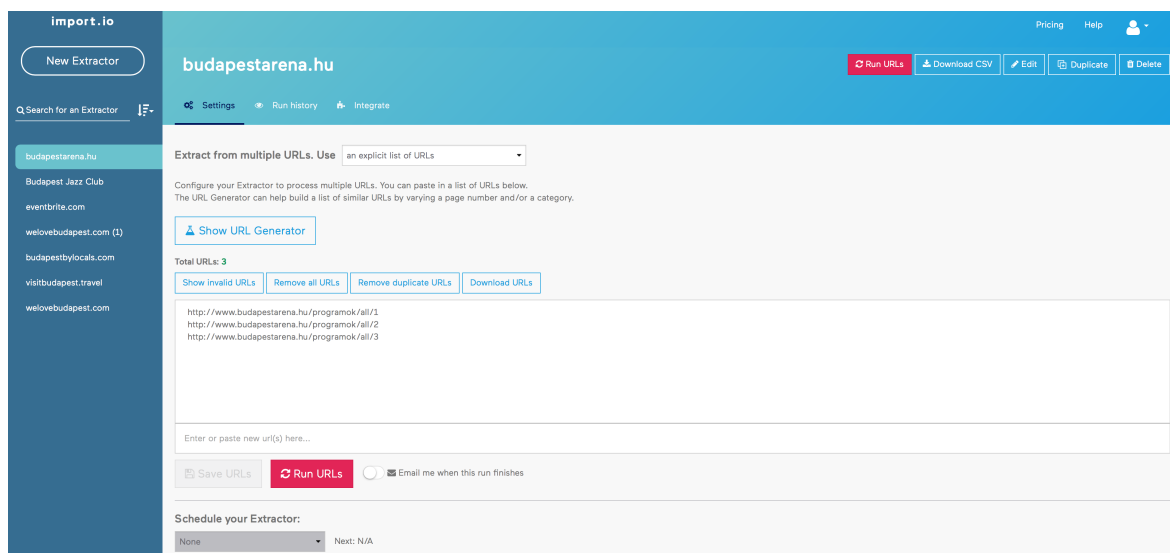 import.io
Pricing Help
New Extractor
budapestarena.hu
Run URLs Download CSV Edit Duplicate Delete
Search for an Extractor
Settings Run history Integrate
budapestarena.hu
Budapest Jazz Club
eventbrite.com
welovebudapest.com (1)
budapestbylocals.com
visitbudapest.travel
welovebudapest.com
Extract from multiple URLs. Use an explicit list of URLs
Configure your Extractor to process multiple URLs. You can paste in a list of URLs below.
The URL Generator can help build a list of similar URLs by varying a page number and/or a category.
Show URL Generator
Total URLs: 3
Show invalid URLs Remove all URLs Remove duplicate URLs Download URLs
http://www.budapestarena.hu/programok/all/1
http://www.budapestarena.hu/programok/all/2
http://www.budapestarena.hu/programok/all/3
Enter or paste new url(s) here...
Save URLs Run URLs Email me when this run finishes
Schedule your Extractor:
None Next: N/A